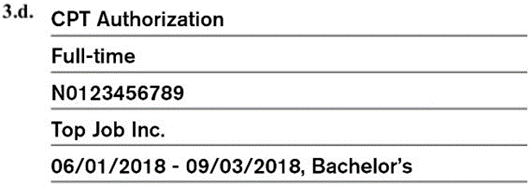 3.d. CPT Authorization
Full-time
N0123456789
Top Job Inc.
06/01/2018 - 09/03/2018, Bachelor's